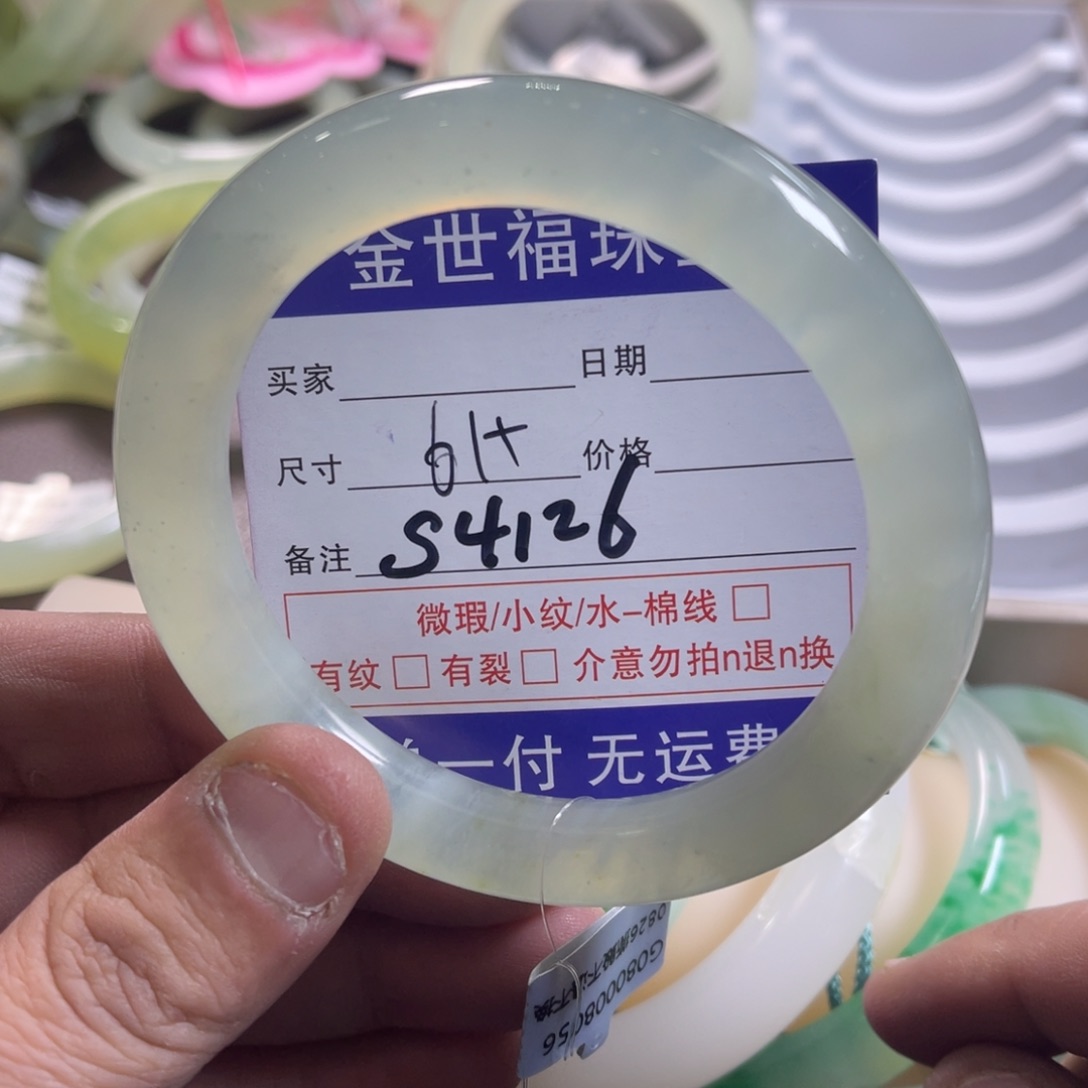 金世福珠
买家 日期
尺寸 61+ 价格
备注 S4126
微瑕/小纹/水-棉线 □
有纹 □ 有裂 □ 介意勿拍n退n换
一付 无运费